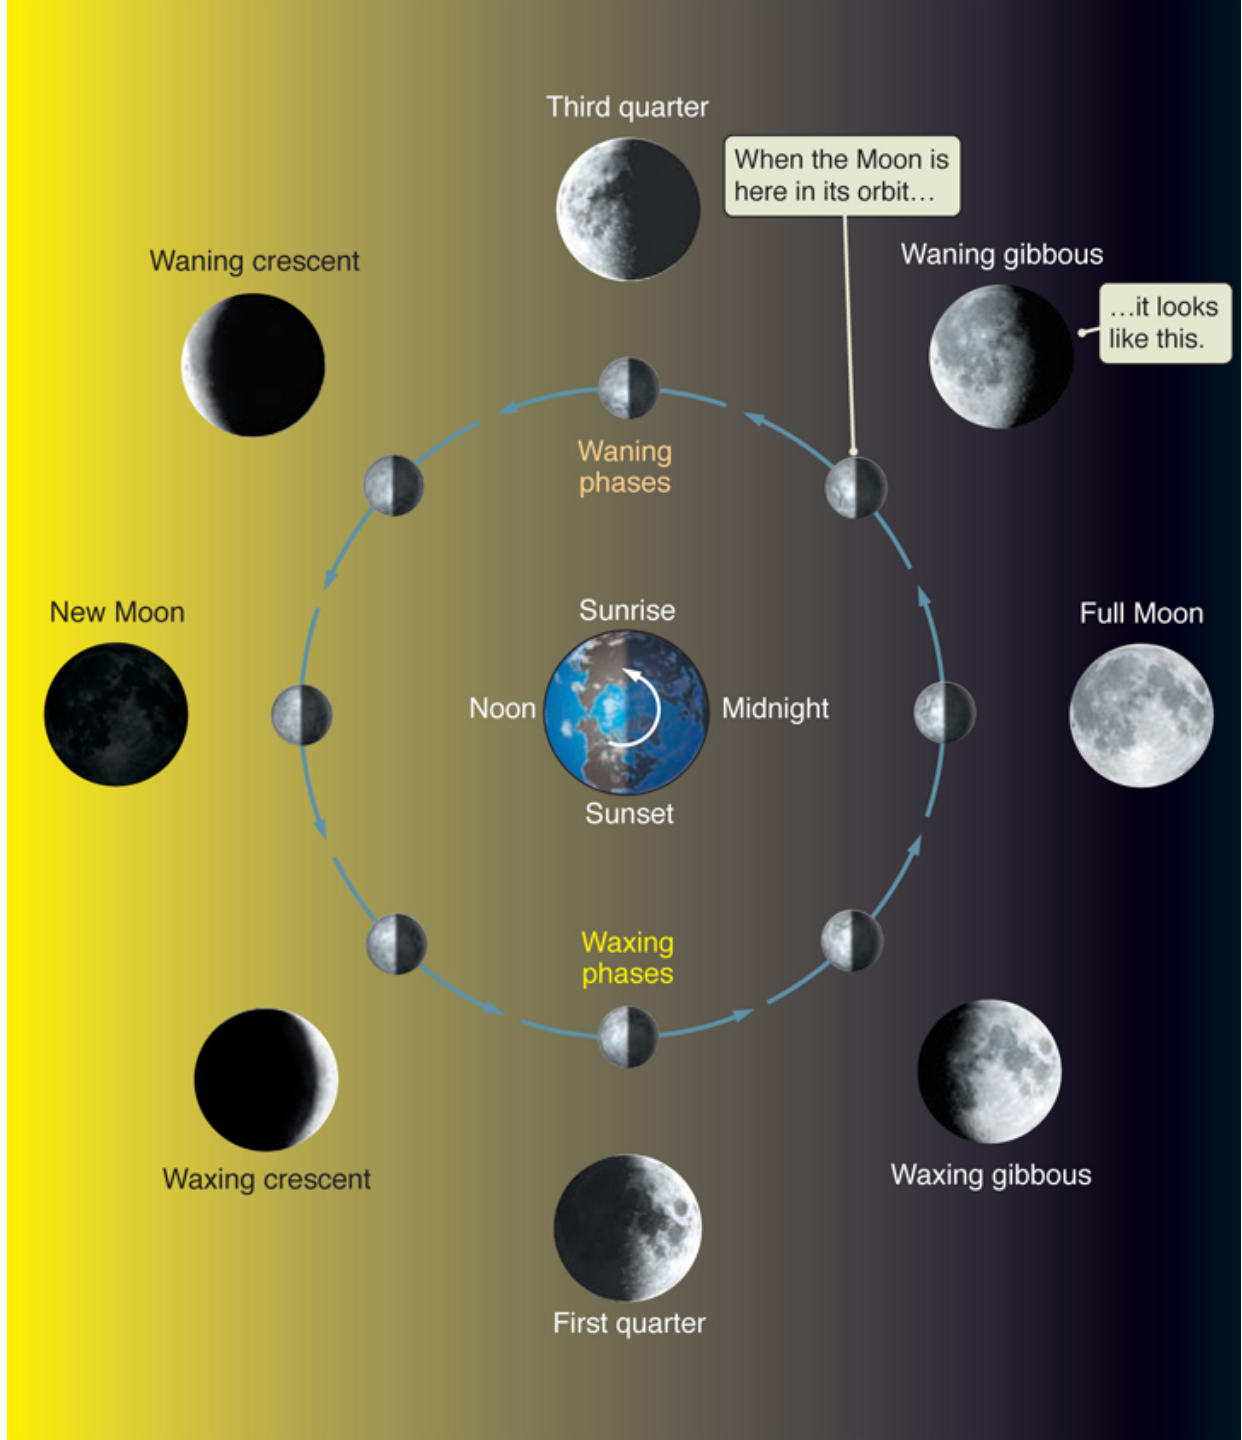 Third quarter
When the Moon is
here in its orbit…
Waning crescent
Waning gibbous
…it looks
like this.
Waning
phases
New Moon
Sunrise
Full Moon
Noon
Midnight
Sunset
Waxing
phases
Waxing crescent
Waxing gibbous
First quarter